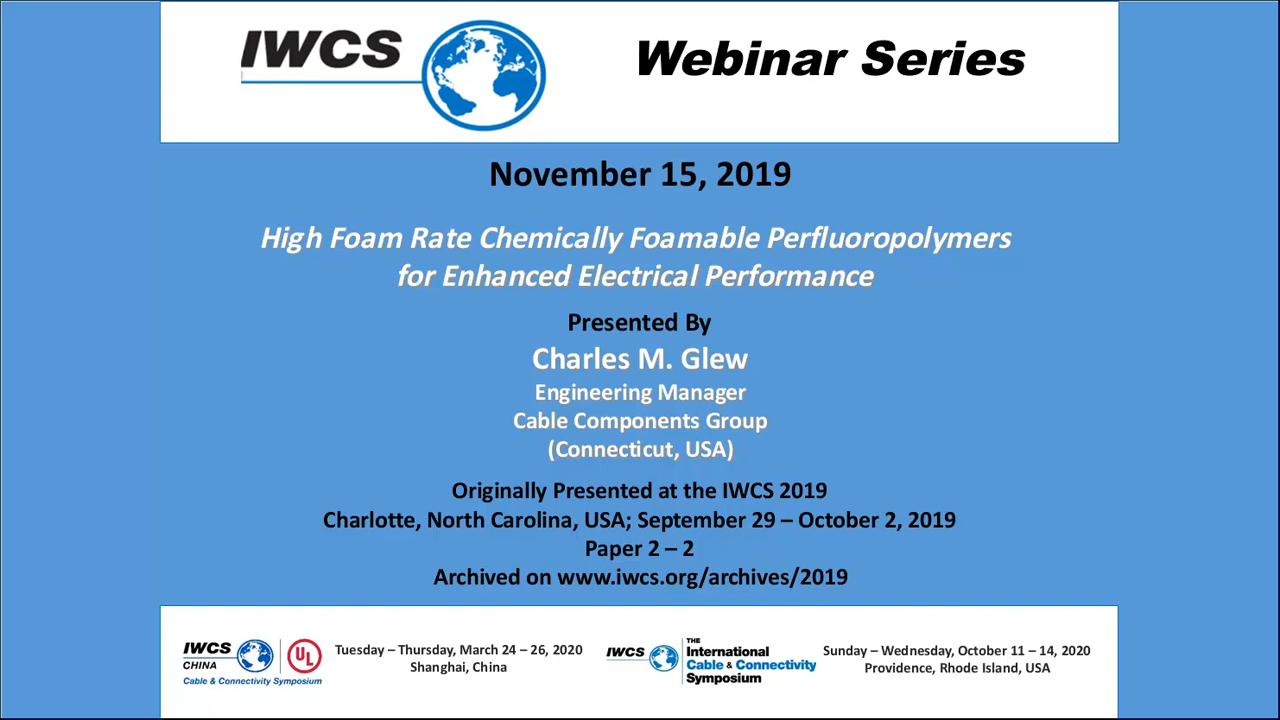 IWCS
Webinar Series
November 15, 2019
High Foam Rate Chemically Foamable Perfluoropolymers
for Enhanced Electrical Performance
Presented By
Charles M. Glew
Engineering Manager
Cable Components Group
(Connecticut, USA)
Originally Presented at the IWCS 2019
Charlotte, North Carolina, USA; September 29 – October 2, 2019
Paper 2 – 2
Archived on www.iwcs.org/archives/2019
IWCS
CHINA
UL
Cable & Connectivity Symposium
Tuesday – Thursday, March 24 – 26, 2020
Shanghai, China
IWCS
THE
International
Cable & Connectivity
Symposium
Sunday – Wednesday, October 11 – 14, 2020
Providence, Rhode Island, USA